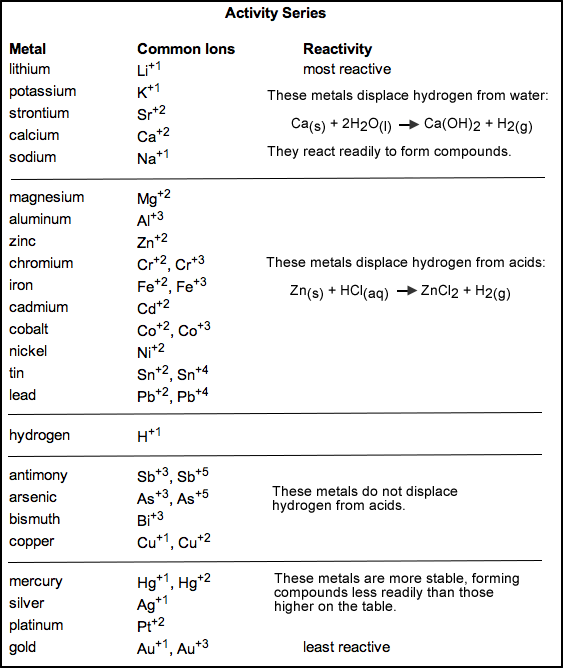 Activity Series
Metal Common Ions Reactivity
lithium Li+1 most reactive
potassium K+1 These metals displace hydrogen from water:
strontium Sr+2
calcium Ca+2 Ca(s) + 2H2O(l) → Ca(OH)2 + H2(g)
sodium Na+1 They react readily to form compounds.
magnesium Mg+2
aluminum Al+3
zinc Zn+2
chromium Cr+2, Cr+3 These metals displace hydrogen from acids:
iron Fe+2, Fe+3 Zn(s) + HCl(aq) → ZnCl2 + H2(g)
cadmium Cd+2
cobalt Co+2, Co+3
nickel Ni+2
tin Sn+2, Sn+4
lead Pb+2, Pb+4
hydrogen H+1
antimony Sb+3, Sb+5
arsenic As+3, As+5 These metals do not displace
hydrogen from acids.
bismuth Bi+3
copper Cu+1, Cu+2
mercury Hg+1, Hg+2 These metals are more stable, forming
compounds less readily than those
silver Ag+1 higher on the table.
platinum Pt+2
gold Au+1, Au+3 least reactive